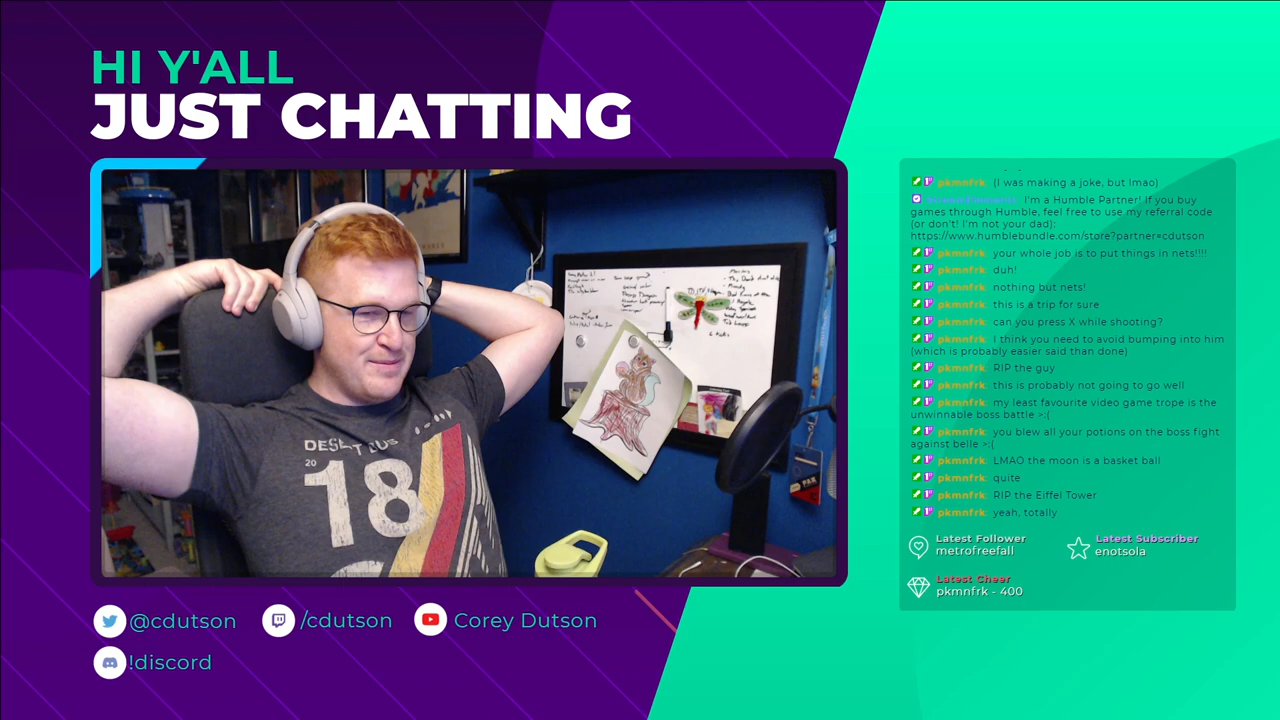 HI Y'ALL
JUST CHATTING
DESERT BUS
20
18
pkmnfrk: (I was making a joke, but lmao)
I'm a Humble Partner! If you buy
games through Humble, feel free to use my referral code
(or don't! I'm not your dad):
https://www.humblebundle.com/store?partner=cdutson
pkmnfrk: your whole job is to put things in nets!!!!
pkmnfrk: duh!
pkmnfrk: nothing but nets!
pkmnfrk: this is a trip for sure
pkmnfrk: can you press X while shooting?
pkmnfrk: I think you need to avoid bumping into him
(which is probably easier said than done)
pkmnfrk: RIP the guy
pkmnfrk: this is probably not going to go well
pkmnfrk: my least favourite video game trope is the
unwinnable boss battle >:(
pkmnfrk: you blew all your potions on the boss fight
against belle >:(
pkmnfrk: LMAO the moon is a basket ball
pkmnfrk: quite
pkmnfrk: RIP the Eiffel Tower
pkmnfrk: yeah, totally
Latest Follower
metrofreefall
Latest Subscriber
enotsola
Latest Cheer
pkmnfrk - 400
@cdutson
/cdutson
Corey Dutson
!discord